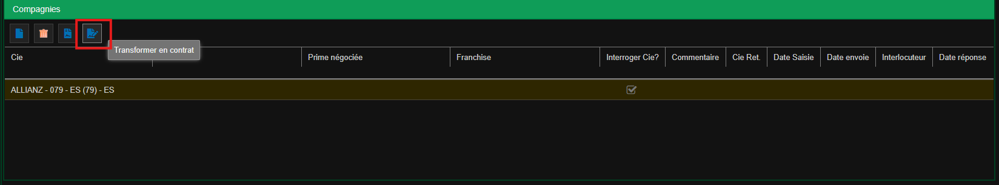 Compagnies
Transformer en contrat
Cie Prime négociée Franchise Interroger Cie? Commentaire Cie Ret. Date Saisie Date envoie Interlocuteur Date réponse
ALLIANZ - 079 - ES (79) - ES